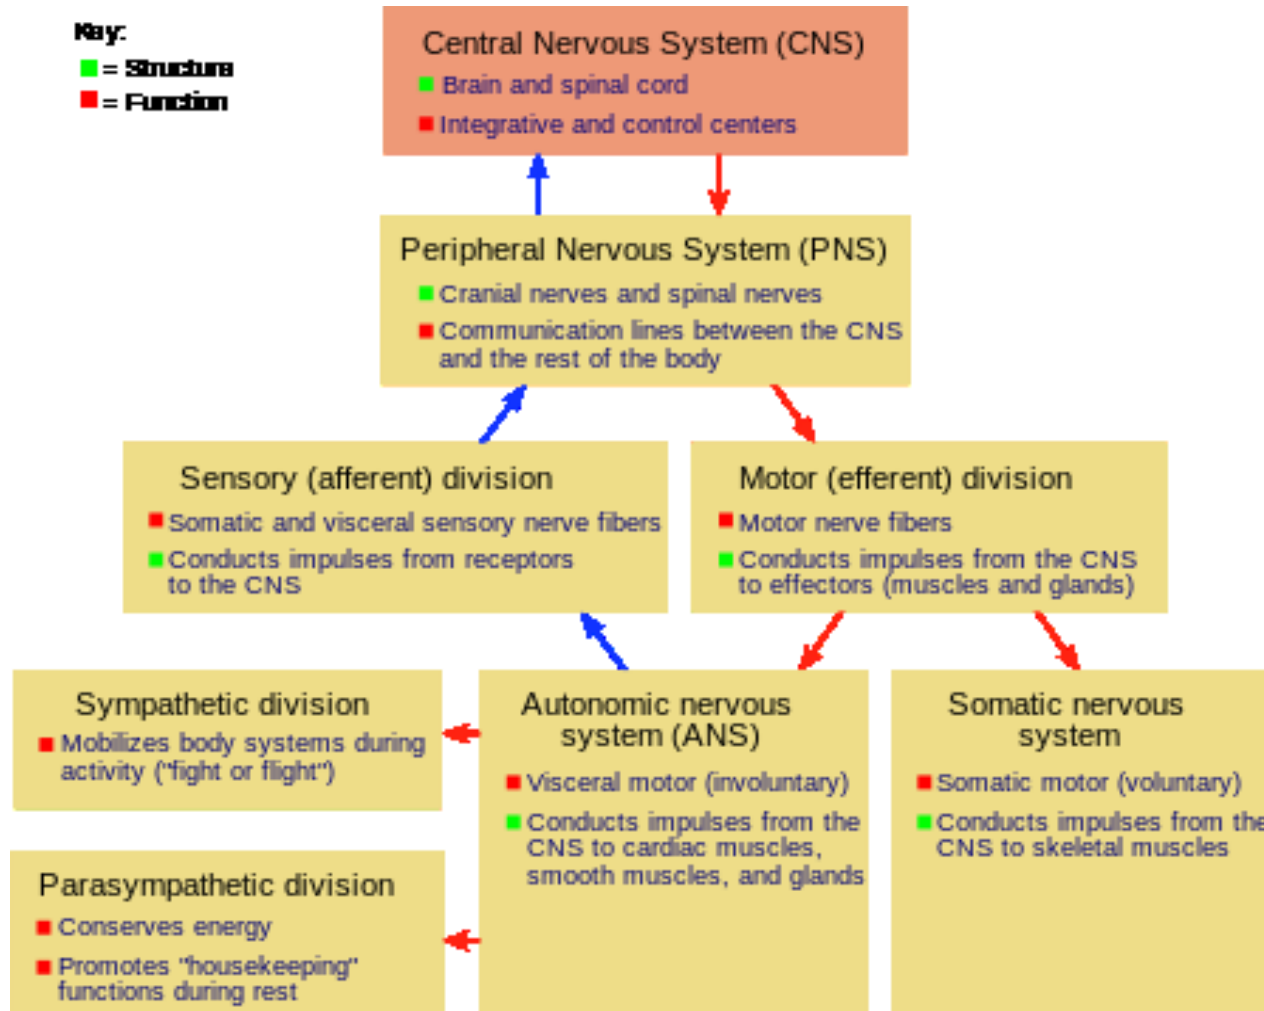 Key:
= Structure
= Function
Central Nervous System (CNS)
Brain and spinal cord
Integrative and control centers
Peripheral Nervous System (PNS)
Cranial nerves and spinal nerves
Communication lines between the CNS
and the rest of the body
Sensory (afferent) division
Somatic and visceral sensory nerve fibers
Conducts impulses from receptors
to the CNS
Motor (efferent) division
Motor nerve fibers
Conducts impulses from the CNS
to effectors (muscles and glands)
Sympathetic division
Mobilizes body systems during
activity ("fight or flight")
Autonomic nervous
system (ANS)
Visceral motor (involuntary)
Conducts impulses from the
CNS to cardiac muscles,
smooth muscles, and glands
Somatic nervous
system
Somatic motor (voluntary)
Conducts impulses from the
CNS to skeletal muscles
Parasympathetic division
Conserves energy
Promotes "housekeeping"
functions during rest